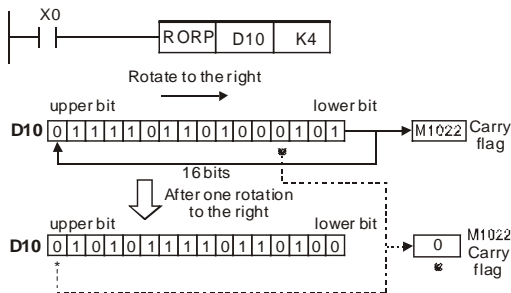 X0
RORP D10 K4
Rotate to the right
upper bit lower bit
D10 0 1 1 1 1 0 1 1 0 1 0 0 0 1 0 1 M1022 Carry flag
16 bits
After one rotation
to the right
upper bit lower bit
D10 0 1 0 1 0 1 1 1 1 0 1 1 0 1 0 0
*
0
M1022
Carry
flag